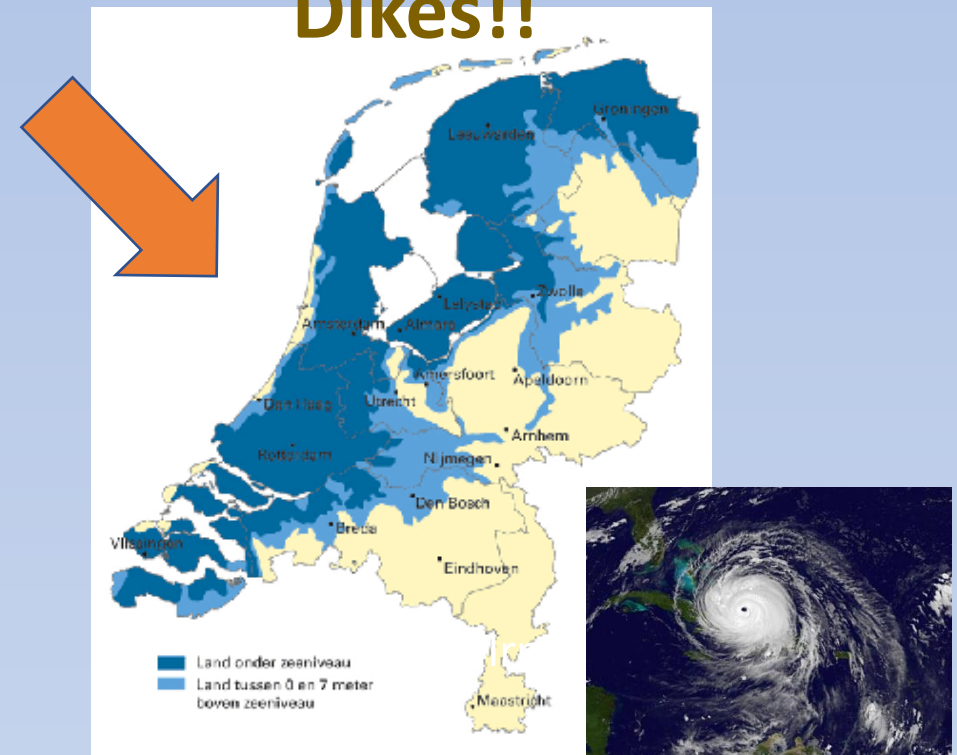 Dikes!!
Groningen
Leeuwarden
Zwolle
Lelystad
Amsterdam
Almere
Amersfoort
Apeldoorn
Den Haag
Utrecht
Arnhem
Rotterdam
Nijmegen
Den Bosch
Breda
Vlissingen
Eindhoven
Land onder zeeniveau
Land tussen 0 en 7 meter
boven zeeniveau
Maastricht